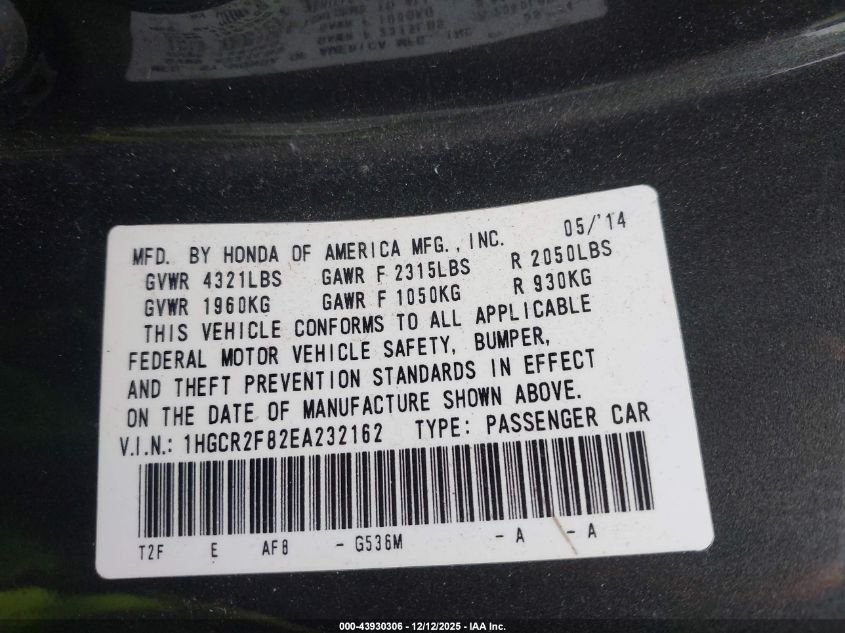 MFD. BY HONDA OF AMERICA MFG., INC. 05/'14
GVWR 4321LBS GAWR F 2315LBS R 2050LBS
GVWR 1960KG GAWR F 1050KG R 930KG
THIS VEHICLE CONFORMS TO ALL APPLICABLE
FEDERAL MOTOR VEHICLE SAFETY, BUMPER,
AND THEFT PREVENTION STANDARDS IN EFFECT
ON THE DATE OF MANUFACTURE SHOWN ABOVE.
V.I.N.: 1HGCR2F82EA232162 TYPE: PASSENGER CAR
T2F E AF8 - G536M - A - A
000-43930306 - 12/12/2025 - IAA Inc.